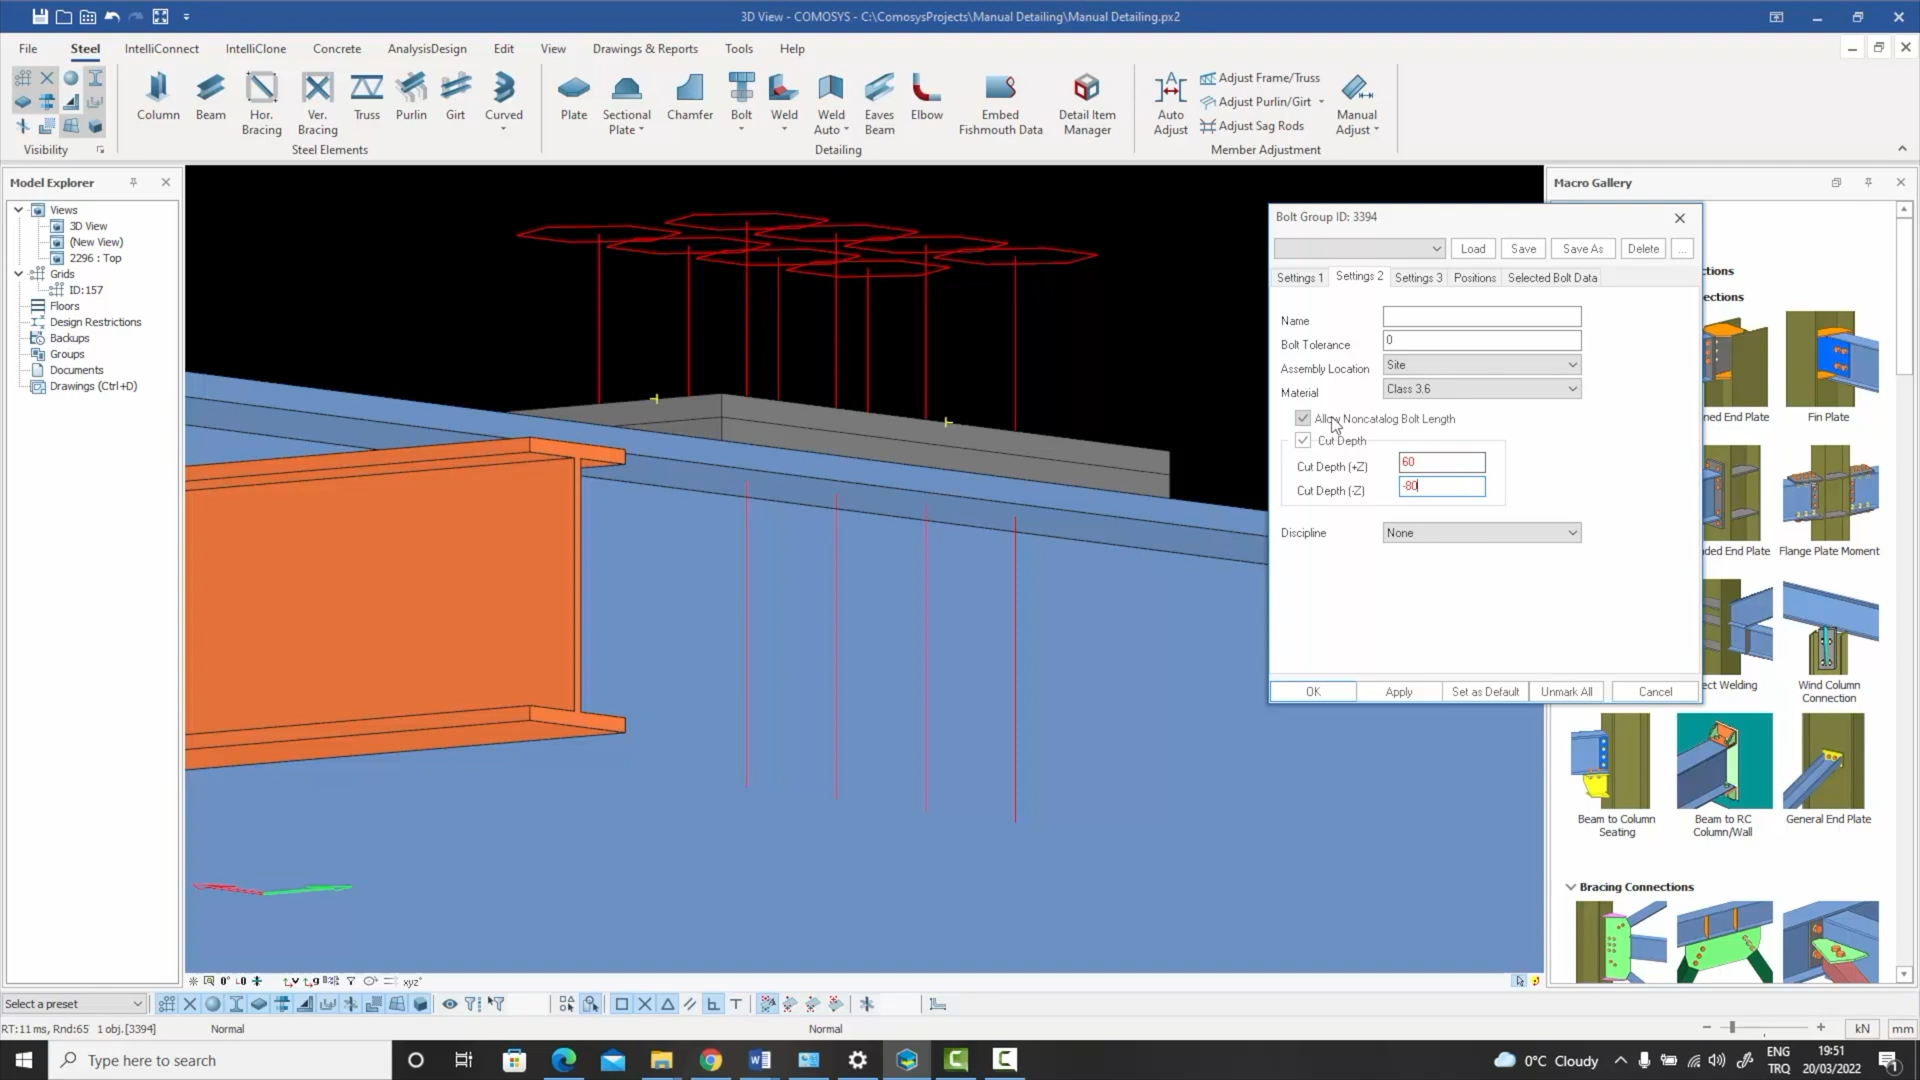 3D View - COMOSYS - C:\ComosysProjects\Manual Detailing\Manual Detailing.px2
File Steel IntelliConnect IntelliClone Concrete AnalysisDesign Edit View Drawings & Reports Tools Help
Column Beam Hor. Bracing Ver. Bracing Truss Purlin Girt Curved
Plate Sectional Plate Chamfer Bolt Weld Weld Auto Eaves Beam Elbow Embed Fishmouth Data Detail Item Manager
Auto Adjust Adjust Frame/Truss
Adjust Purlin/Girt
Adjust Sag Rods
Manual Adjust
Visibility Steel Elements Detailing Member Adjustment
Model Explorer
Views
3D View
(New View)
2296 : Top
Grids
ID:157
Floors
Design Restrictions
Backups
Groups
Documents
Drawings (Ctrl+D)
Bolt Group ID: 3394
Load Save Save As Delete ...
Settings 1 Settings 2 Settings 3 Positions Selected Bolt Data
Name
Bolt Tolerance 0
Assembly Location Site
Material Class 3.6
Allow Noncatalog Bolt Length
Cut Depth
Cut Depth (+Z) 60
Cut Depth (-Z) -80
Discipline None
OK Apply Set as Default Unmark All Cancel
Macro Gallery
ctions
ections
ned End Plate Fin Plate
ded End Plate Flange Plate Moment
ect Welding Wind Column Connection
Beam to Column Seating Beam to RC Column/Wall General End Plate
Bracing Connections
xyz
Select a preset
RT:11 ms, Rnd:65 1 obj.[3394] Normal Normal kN mm
Type here to search
0°C Cloudy
ENG
TRQ
19:51
20/03/2022
1